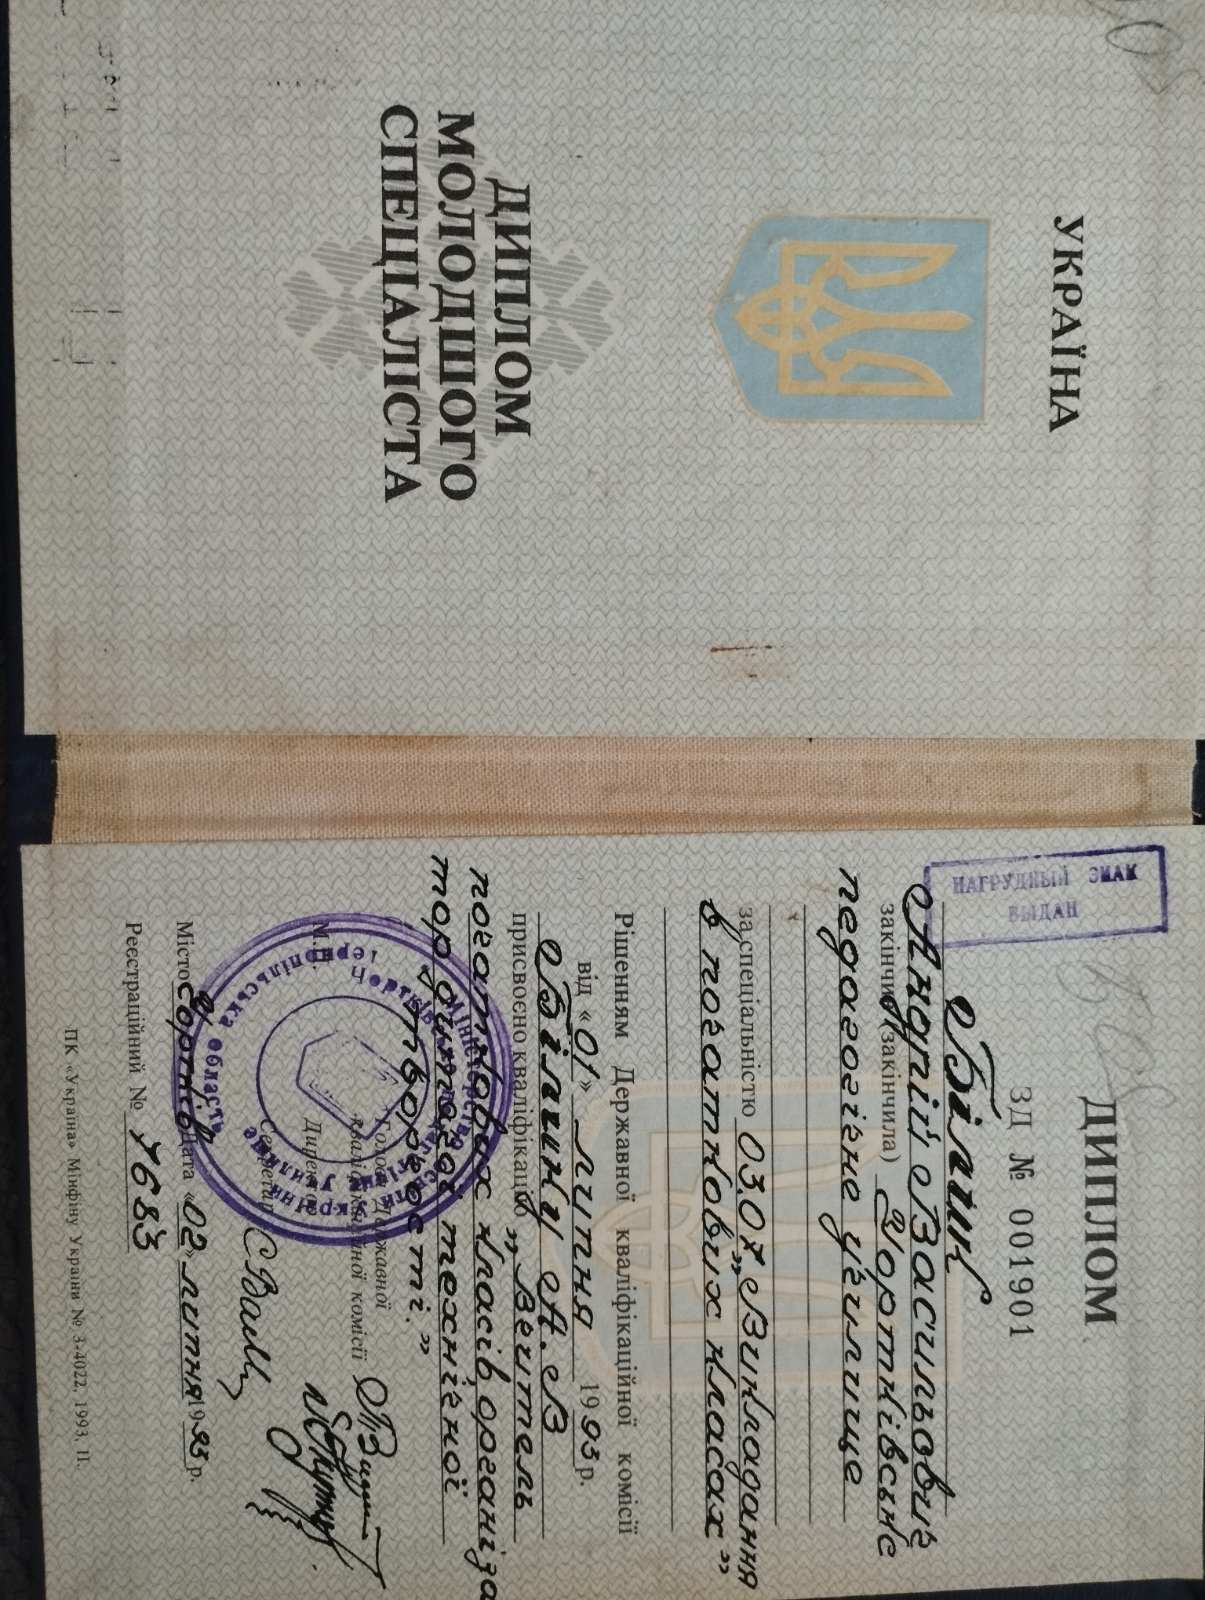 УКРАЇНА
ДИПЛОМ
МОЛОДШОГО
СПЕЦІАЛІСТА
НАГРУДНЫЙ ЗНАК
ВЫДАН
ДИПЛОМ
ЗД № 001901
Білик
Андрій Васильович
закінчив(закінчила) Чортківське
педагогічне училище
за спеціальністю 03.07 „Викладання
в початкових класах”
Рішенням Державної кваліфікаційної комісії
від «01» липня 1993 р.
Білику А. В
присвоєно кваліфікацію „Вчитель
початкових класів, організа
тор дитячої технічної
творчості.”
Голова Державної
кваліфікаційної комісії
М.П. Директор
Секретар
Місто Чортків Дата «02» липня 1993 р.
Реєстраційний № 7683
ПК «Україна» Мінфіну України № 3-4022, 1993, II.